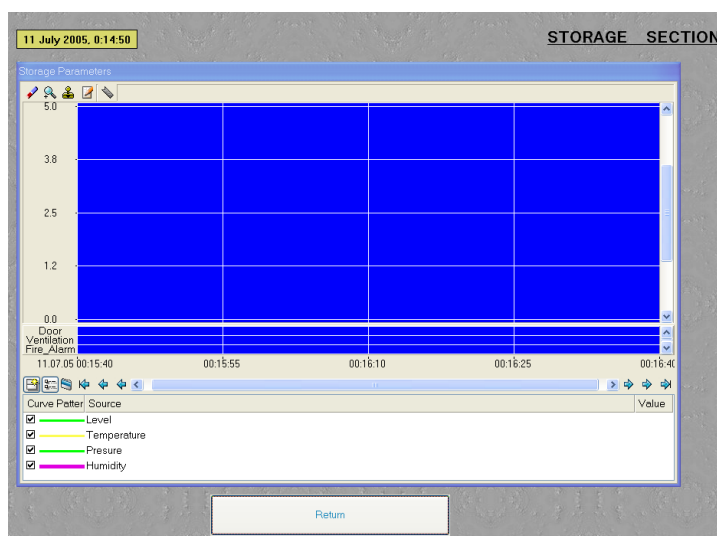 11 July 2005, 0:14:50
STORAGE SECTION
Storage Parameters
5.0
3.8
2.5
1.2
0.0
Door
Ventilation
Fire_Alarm
11.07.05 00:15:40 00:15:55 00:16:10 00:16:25 00:16:40
Curve Patter Source Value
Level
Temperature
Presure
Humidity
Return